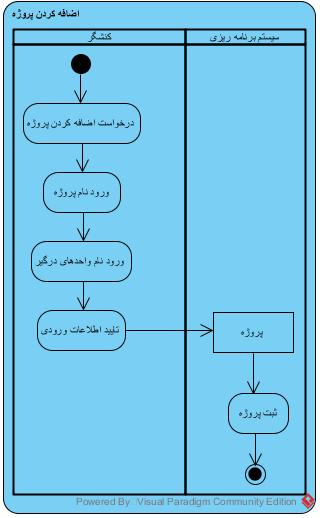 اضافه کردن پروژه
سیستم برنامه ریزی
کنشگر
درخواست اضافه کردن پروژه
ورود نام پروژه
ورود نام واحدهای درگیر
تایید اطلاعات ورودی
پروژه
ثبت پروژه
Powered By Visual Paradigm Community Edition